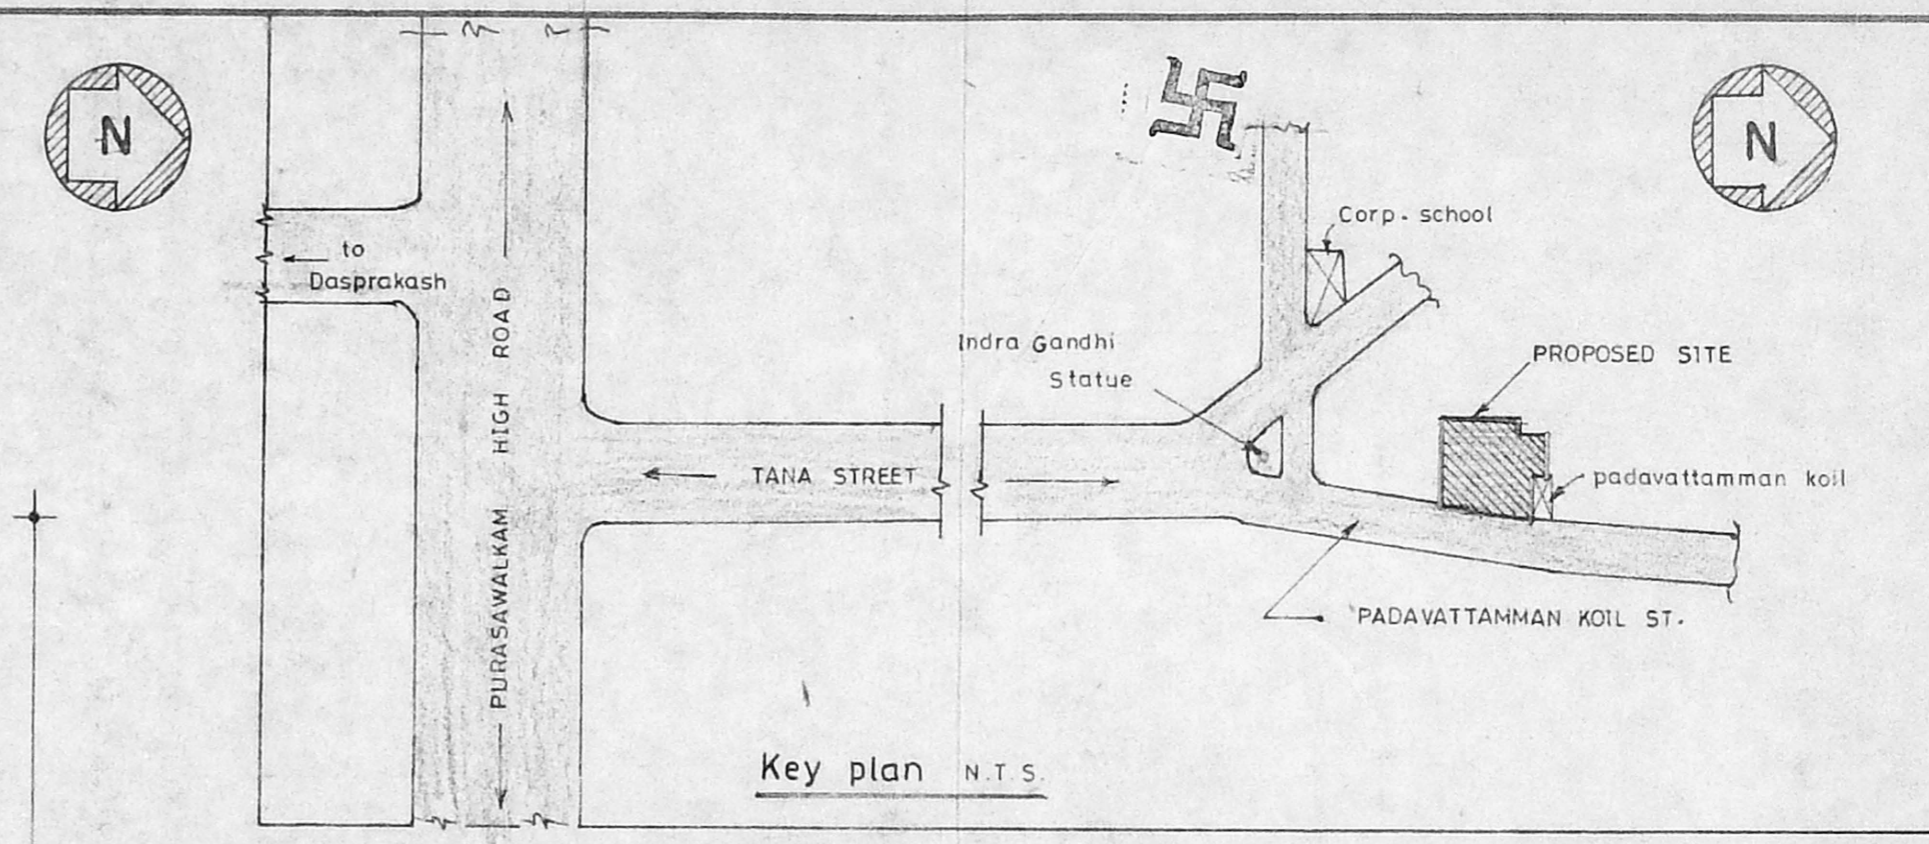 N
N
to
Dasprakash
Corp. school
PURASAWALKAM HIGH ROAD
Indra Gandhi
Statue
PROPOSED SITE
TANA STREET
padavattamman koil
PADAVATTAMMAN KOIL ST.
Key plan N.T.S.